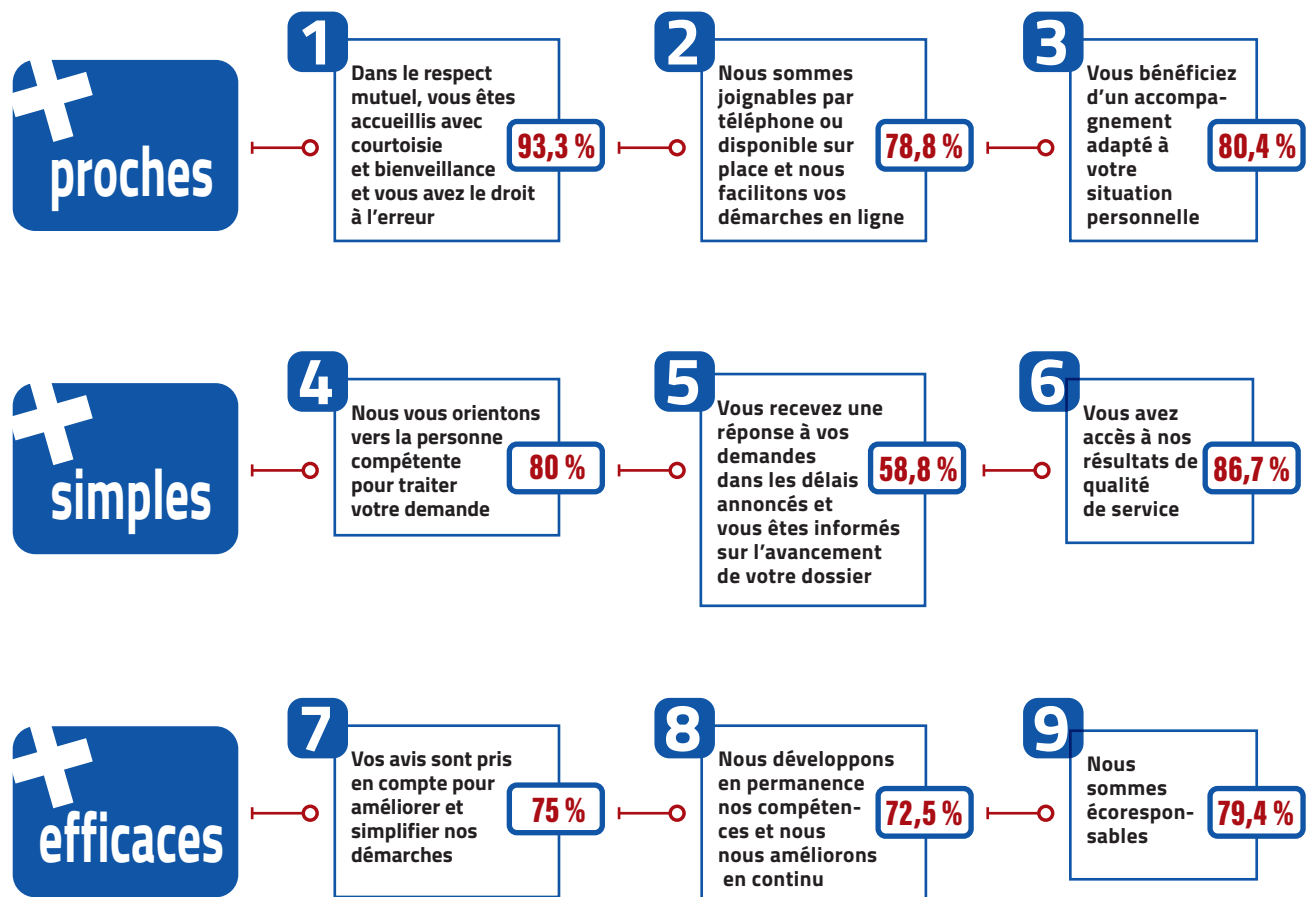 + proches
1
Dans le respect
mutuel, vous êtes
accueillis avec
courtoisie
et bienveillance
et vous avez le droit
à l'erreur
93,3 %
2
Nous sommes
joignables par
téléphone ou
disponible sur
place et nous
facilitons vos
démarches en ligne
78,8 %
3
Vous bénéficiez
d'un accompa-
gnement
adapté à
votre
situation
personnelle
80,4 %
+ simples
4
Nous vous orientons
vers la personne
compétente
pour traiter
votre demande
80 %
5
Vous recevez une
réponse à vos
demandes
dans les délais
annoncés et
vous êtes informés
sur l'avancement
de votre dossier
58,8 %
6
Vous avez
accès à nos
résultats de
qualité
de service
86,7 %
+ efficaces
7
Vos avis sont pris
en compte pour
améliorer et
simplifier nos
démarches
75 %
8
Nous développons
en permanence
nos compéten-
ces et nous
nous améliorons
en continu
72,5 %
9
Nous
sommes
écorespon-
sables
79,4 %